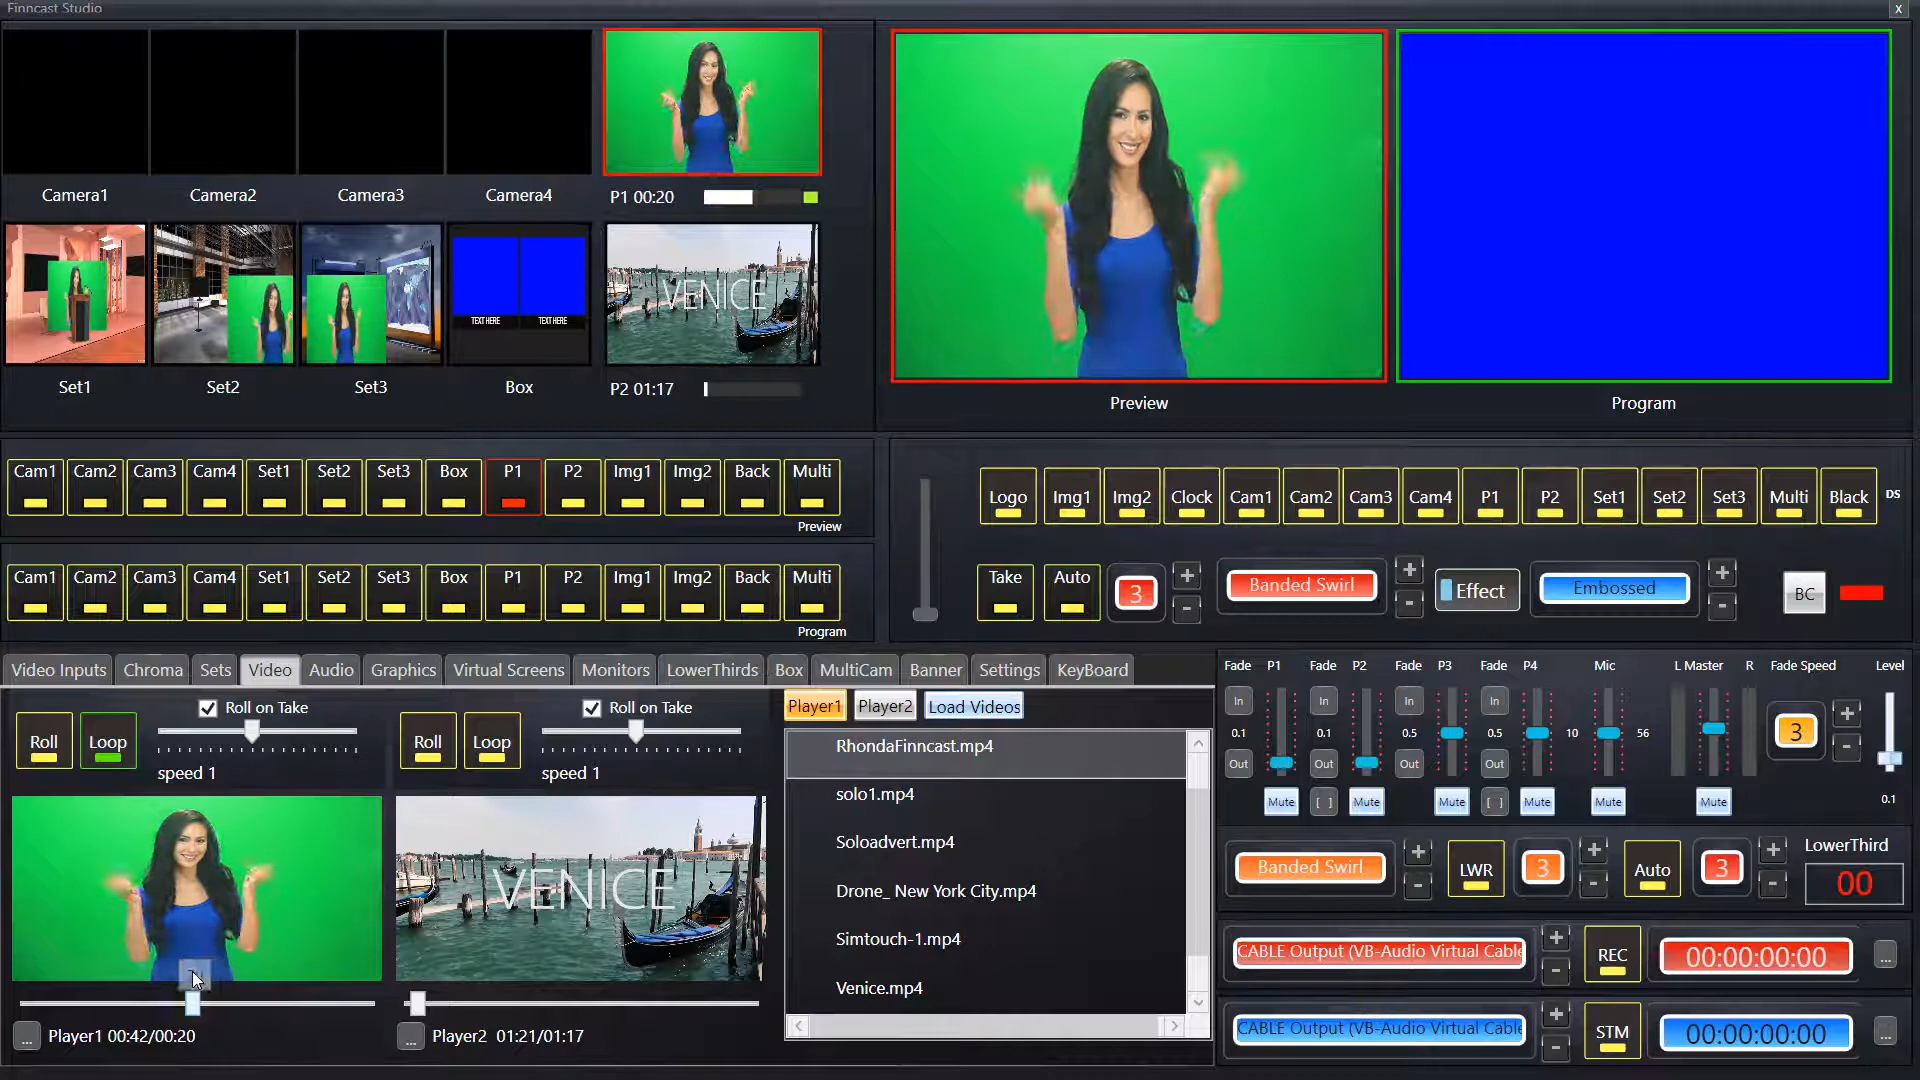 Finncast Studio
X
Camera1 Camera2 Camera3 Camera4 P1 00:20
VENICE
TEXT HERE TEXT HERE
Set1 Set2 Set3 Box P2 01:17
Preview Program
Cam1 Cam2 Cam3 Cam4 Set1 Set2 Set3 Box P1 P2 Img1 Img2 Back Multi
Preview
Logo Img1 Img2 Clock Cam1 Cam2 Cam3 Cam4 P1 P2 Set1 Set2 Set3 Multi Black DS
Cam1 Cam2 Cam3 Cam4 Set1 Set2 Set3 Box P1 P2 Img1 Img2 Back Multi
Program
Take Auto 3 + - Banded Swirl + - Effect Embossed + - BC
Video Inputs Chroma Sets Video Audio Graphics Virtual Screens Monitors LowerThirds Box MultiCam Banner Settings KeyBoard
Roll Loop Roll on Take speed 1
Roll Loop Roll on Take speed 1
VENICE
Player1 00:42/00:20
Player2 01:21/01:17
... ...
Player1 Player2 Load Videos
RhondaFinncast.mp4
solo1.mp4
Soloadvert.mp4
Drone_ New York City.mp4
Simtouch-1.mp4
Venice.mp4
Fade P1 Fade P2 Fade P3 Fade P4 Mic L Master R Fade Speed Level
In In In In
0.1 0.1 0.5 0.5 10 56 3 + -
Out Out Out Out
Mute [ ] Mute Mute [ ] Mute Mute Mute 0.1
Banded Swirl + - LWR 3 + - Auto 3 + - LowerThird
00
CABLE Output (VB-Audio Virtual Cable + - REC 00:00:00:00 ...
CABLE Output (VB-Audio Virtual Cable + - STM 00:00:00:00 ...